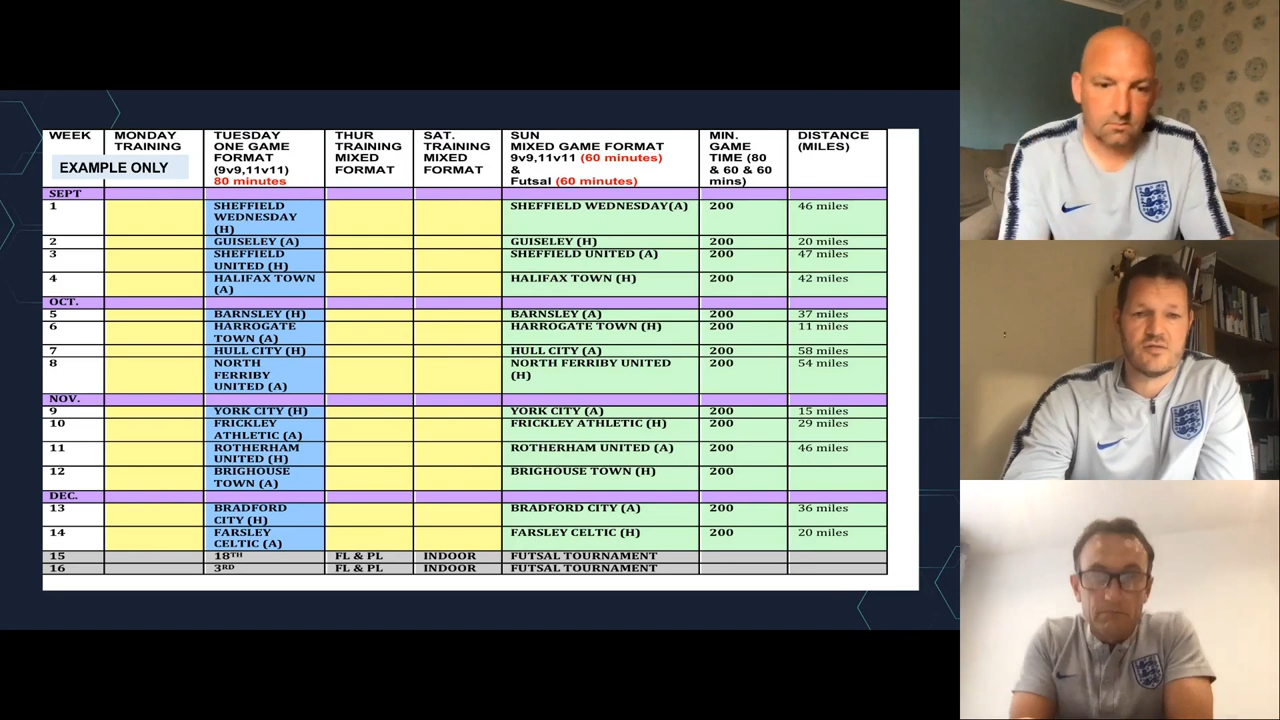 WEEK
MONDAY
TRAINING
TUESDAY
ONE GAME
FORMAT
(9v9,11v11)
80 minutes
THUR
TRAINING
MIXED
FORMAT
SAT.
TRAINING
MIXED
FORMAT
SUN
MIXED GAME FORMAT
9v9,11v11 (60 minutes)
&
Futsal (60 minutes)
MIN.
GAME
TIME (80
& 60 & 60
mins)
DISTANCE
(MILES)
EXAMPLE ONLY
SEPT
1
SHEFFIELD
WEDNESDAY
(H)
SHEFFIELD WEDNESDAY(A)
200
46 miles
2
GUISELEY (A)
GUISELEY (H)
200
20 miles
3
SHEFFIELD
UNITED (H)
SHEFFIELD UNITED (A)
200
47 miles
4
HALIFAX TOWN
(A)
HALIFAX TOWN (H)
200
42 miles
OCT.
5
BARNSLEY (H)
BARNSLEY (A)
200
37 miles
6
HARROGATE
TOWN (A)
HARROGATE TOWN (H)
200
11 miles
7
HULL CITY (H)
HULL CITY (A)
200
58 miles
8
NORTH
FERRIBY
UNITED (A)
NORTH FERRIBY UNITED
(H)
200
54 miles
NOV.
9
YORK CITY (H)
YORK CITY (A)
200
15 miles
10
FRICKLEY
ATHLETIC (A)
FRICKLEY ATHLETIC (H)
200
29 miles
11
ROTHERHAM
UNITED (H)
ROTHERHAM UNITED (A)
200
46 miles
12
BRIGHOUSE
TOWN (A)
BRIGHOUSE TOWN (H)
200
DEC.
13
BRADFORD
CITY (H)
BRADFORD CITY (A)
200
36 miles
14
FARSLEY
CELTIC (A)
FARSLEY CELTIC (H)
200
20 miles
15
18TH
FL & PL
INDOOR
FUTSAL TOURNAMENT
16
3RD
FL & PL
INDOOR
FUTSAL TOURNAMENT